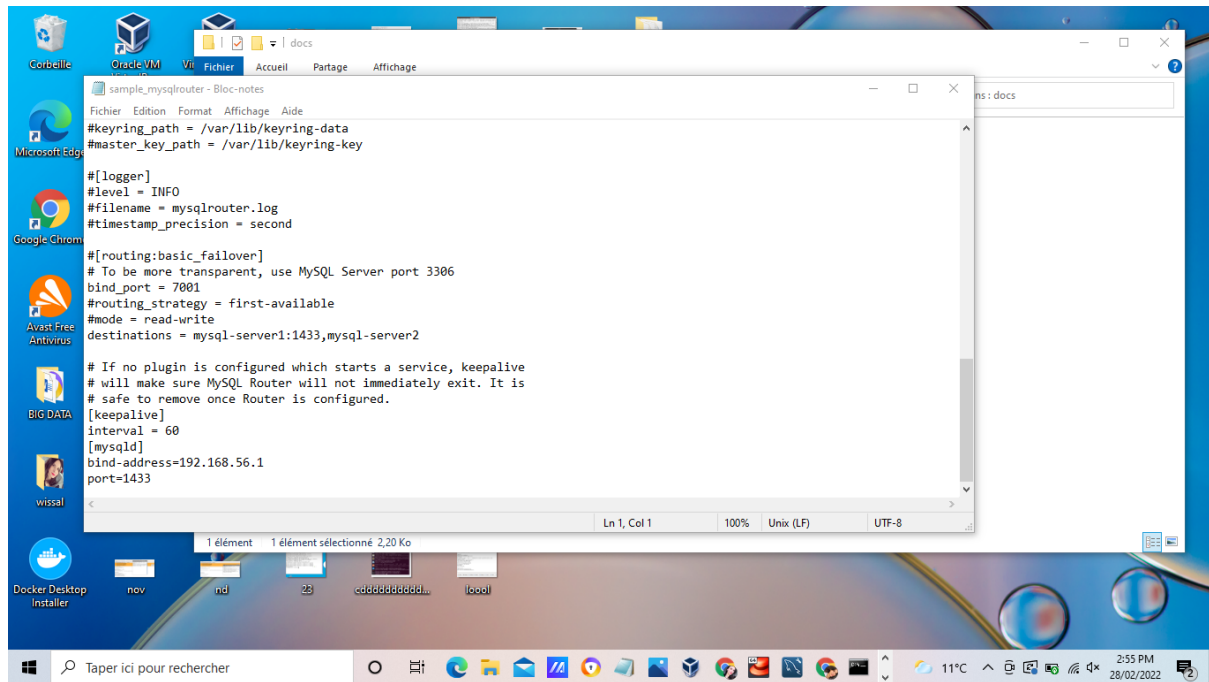 Corbeille
Oracle VM
docs
Fichier Accueil Partage Affichage
ns : docs
sample_mysqlrouter - Bloc-notes
Fichier Edition Format Affichage Aide
#keyring_path = /var/lib/keyring-data
#master_key_path = /var/lib/keyring-key
#[logger]
#level = INFO
#filename = mysqlrouter.log
#timestamp_precision = second
#[routing:basic_failover]
# To be more transparent, use MySQL Server port 3306
bind_port = 7001
#routing_strategy = first-available
#mode = read-write
destinations = mysql-server1:1433,mysql-server2
# If no plugin is configured which starts a service, keepalive
# will make sure MySQL Router will not immediately exit. It is
# safe to remove once Router is configured.
[keepalive]
interval = 60
[mysqld]
bind-address=192.168.56.1
port=1433
Ln 1, Col 1 100% Unix (LF) UTF-8
1 élément 1 élément sélectionné 2,20 Ko
Microsoft Edge
Google Chrom
Avast Free
Antivirus
BIG DATA
wissal
Docker Desktop
Installer
nov
nd
23
cddddddddd...
loool
Taper ici pour rechercher
11°C
2:55 PM
28/02/2022